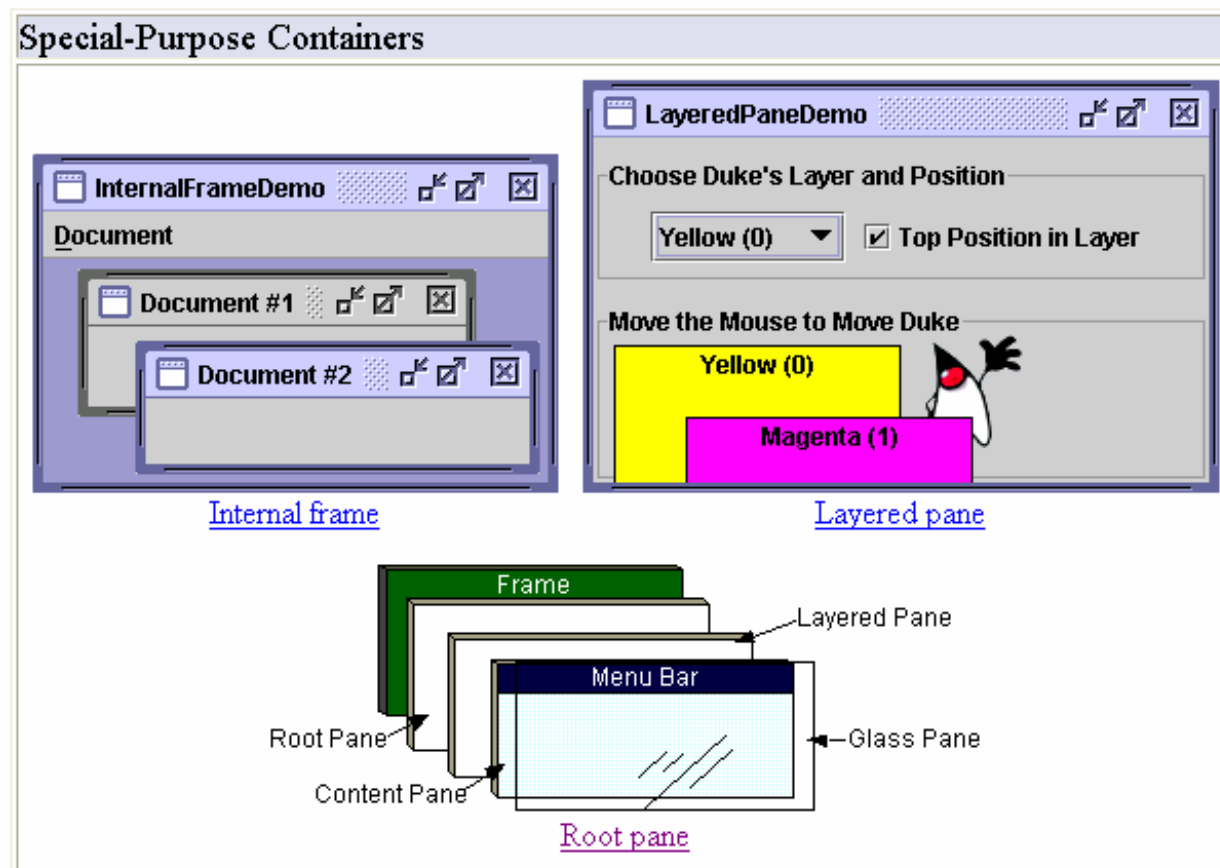 Special-Purpose Containers
InternalFrameDemo
Document
Document #1
Document #2
Internal frame
LayeredPaneDemo
Choose Duke's Layer and Position
Yellow (0)
Top Position in Layer
Move the Mouse to Move Duke
Yellow (0)
Magenta (1)
Layered pane
Frame
Layered Pane
Menu Bar
Root Pane
Glass Pane
Content Pane
Root pane